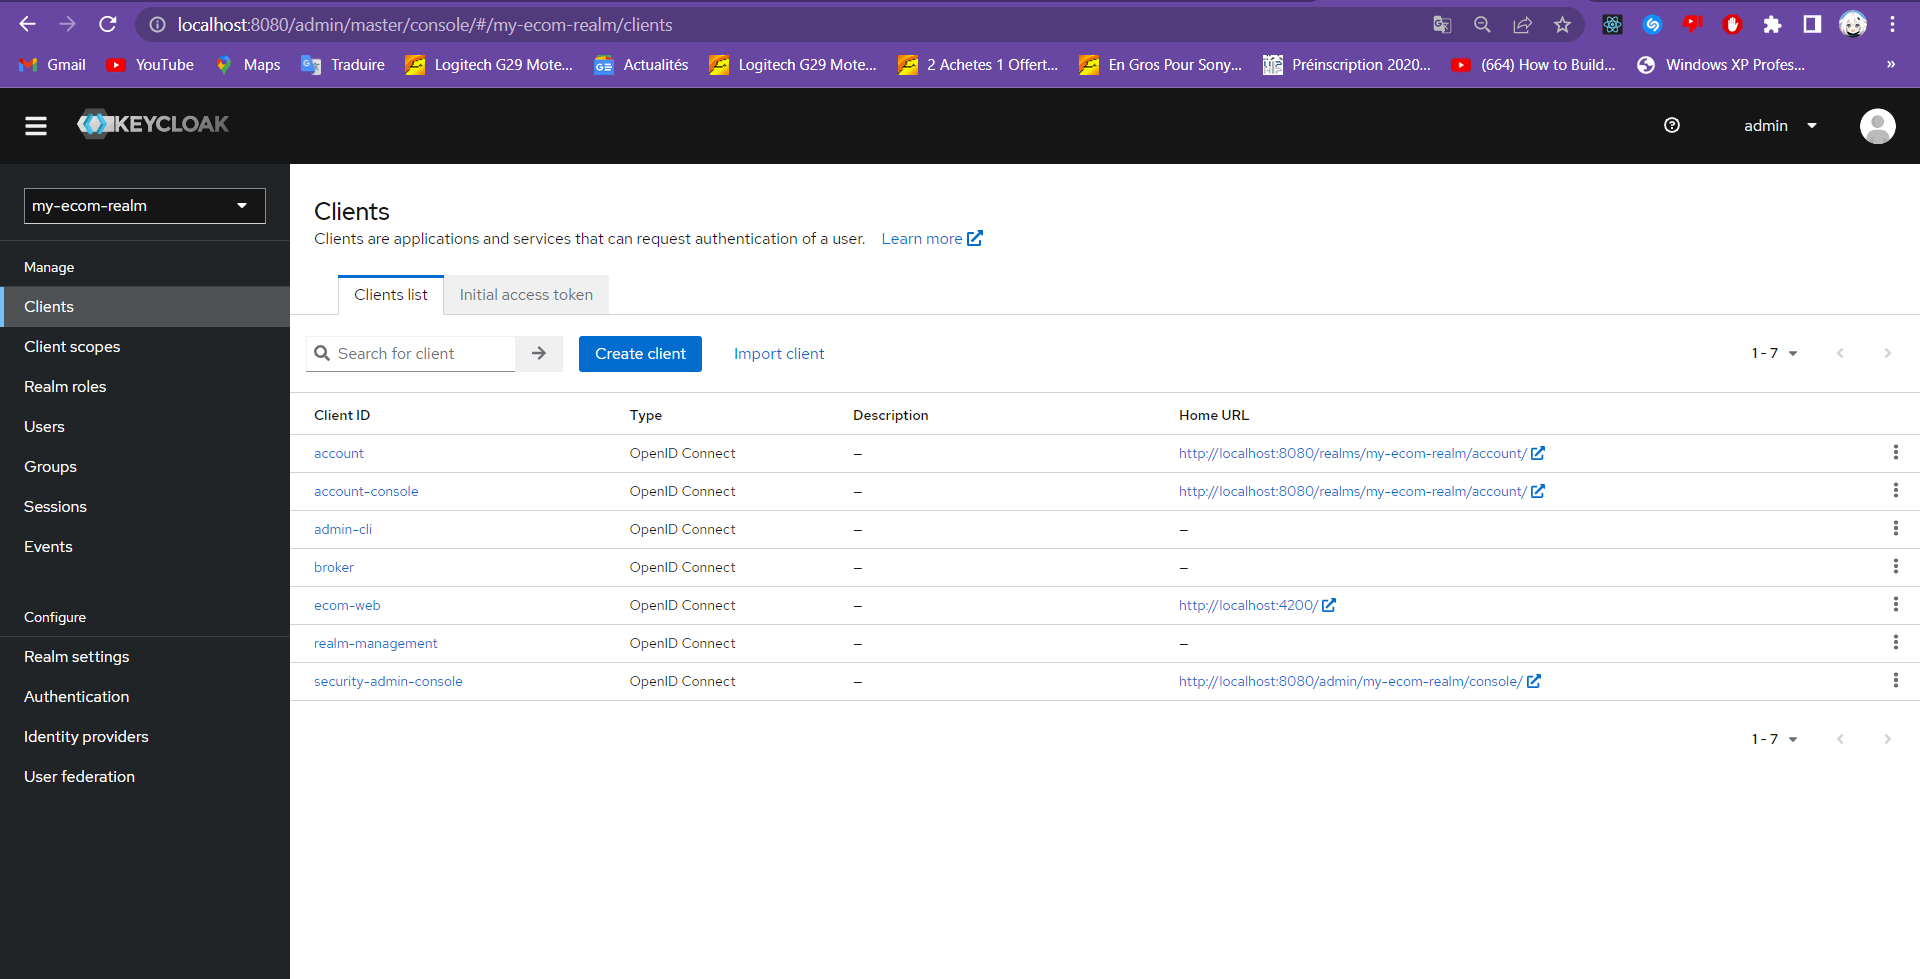 localhost:8080/admin/master/console/#/my-ecom-realm/clients
Gmail YouTube Maps Traduire Logitech G29 Mote... Actualités Logitech G29 Mote... 2 Achetes 1 Offert... En Gros Pour Sony... Préinscription 2020... (664) How to Build... Windows XP Profes... »
KEYCLOAK admin
my-ecom-realm
Manage
Clients
Client scopes
Realm roles
Users
Groups
Sessions
Events
Configure
Realm settings
Authentication
Identity providers
User federation
Clients
Clients are applications and services that can request authentication of a user. Learn more
Clients list Initial access token
Search for client Create client Import client 1 - 7
Client ID Type Description Home URL
account OpenID Connect – http://localhost:8080/realms/my-ecom-realm/account/
account-console OpenID Connect – http://localhost:8080/realms/my-ecom-realm/account/
admin-cli OpenID Connect – –
broker OpenID Connect – –
ecom-web OpenID Connect – http://localhost:4200/
realm-management OpenID Connect – –
security-admin-console OpenID Connect – http://localhost:8080/admin/my-ecom-realm/console/
1 - 7